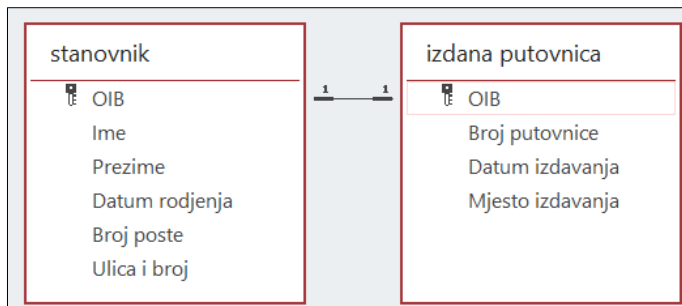 stanovnik
OIB
Ime
Prezime
Datum rodjenja
Broj poste
Ulica i broj
1 1
izdana putovnica
OIB
Broj putovnice
Datum izdavanja
Mjesto izdavanja